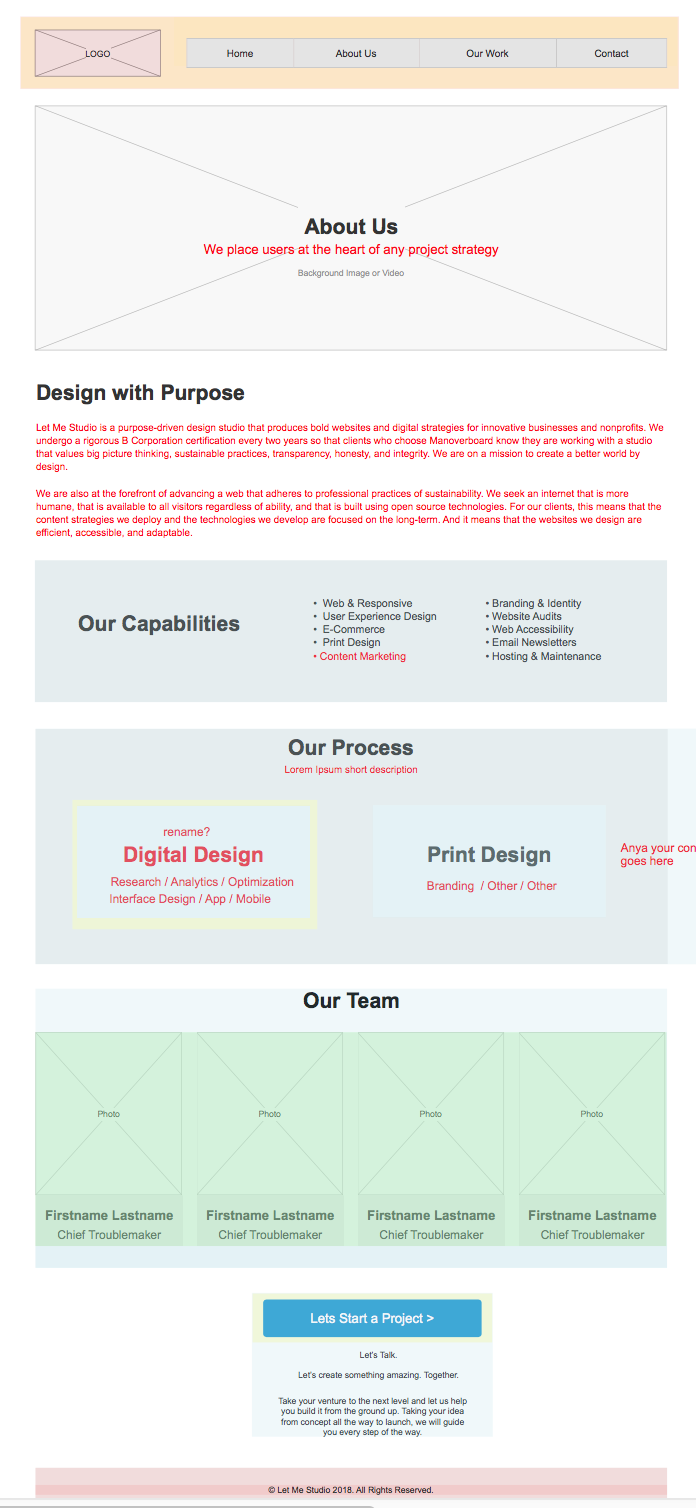 LOGO
Home
About Us
Our Work
Contact
About Us
We place users at the heart of any project strategy
Background Image or Video
Design with Purpose
Let Me Studio is a purpose-driven design studio that produces bold websites and digital strategies for innovative businesses and nonprofits. We
undergo a rigorous B Corporation certification every two years so that clients who choose Manoverboard know they are working with a studio
that values big picture thinking, sustainable practices, transparency, honesty, and integrity. We are on a mission to create a better world by
design.
We are also at the forefront of advancing a web that adheres to professional practices of sustainability. We seek an internet that is more
humane, that is available to all visitors regardless of ability, and that is built using open source technologies. For our clients, this means that the
content strategies we deploy and the technologies we develop are focused on the long-term. And it means that the websites we design are
efficient, accessible, and adaptable.
Our Capabilities
• Web & Responsive
• User Experience Design
• E-Commerce
• Print Design
• Content Marketing
• Branding & Identity
• Website Audits
• Web Accessibility
• Email Newsletters
• Hosting & Maintenance
Our Process
Lorem Ipsum short description
rename?
Digital Design
Research / Analytics / Optimization
Interface Design / App / Mobile
Print Design
Branding / Other / Other
Anya your con
goes here
Our Team
Photo
Photo
Photo
Photo
Firstname Lastname
Chief Troublemaker
Firstname Lastname
Chief Troublemaker
Firstname Lastname
Chief Troublemaker
Firstname Lastname
Chief Troublemaker
Lets Start a Project >
Let's Talk.
Let's create something amazing. Together.
Take your venture to the next level and let us help
you build it from the ground up. Taking your idea
from concept all the way to launch, we will guide
you every step of the way.
© Let Me Studio 2018. All Rights Reserved.